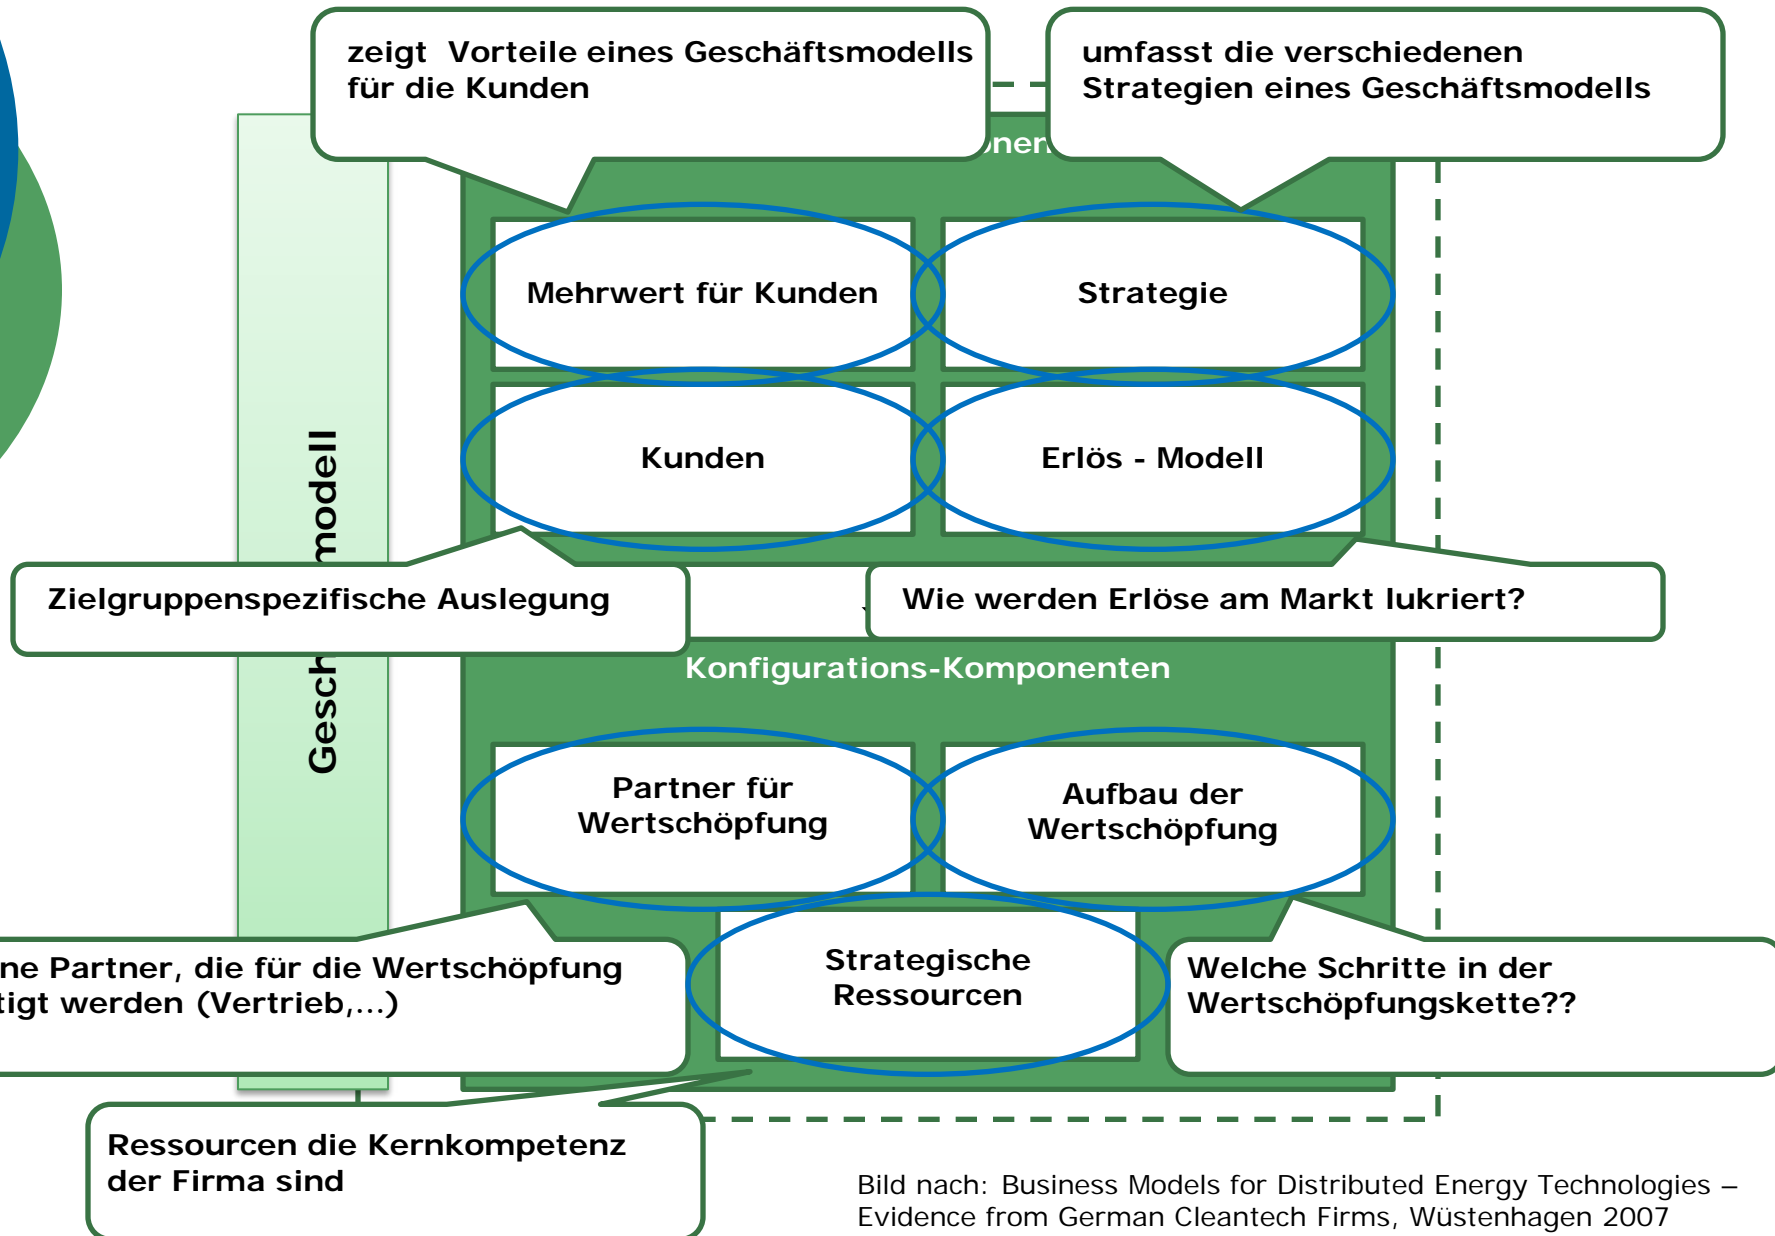 zeigt Vorteile eines Geschäftsmodells
für die Kunden
umfasst die verschiedenen
Strategien eines Geschäftsmodells
Mehrwert für Kunden
Strategie
Kunden
Erlös - Modell
Zielgruppenspezifische Auslegung
Wie werden Erlöse am Markt lukriert?
Konfigurations-Komponenten
Partner für
Wertschöpfung
Aufbau der
Wertschöpfung
Strategische
Ressourcen
Partner, die für die Wertschöpfung
werden (Vertrieb,...)
Welche Schritte in der
Wertschöpfungskette??
Ressourcen die Kernkompetenz
der Firma sind
Bild nach: Business Models for Distributed Energy Technologies –
Evidence from German Cleantech Firms, Wüstenhagen 2007